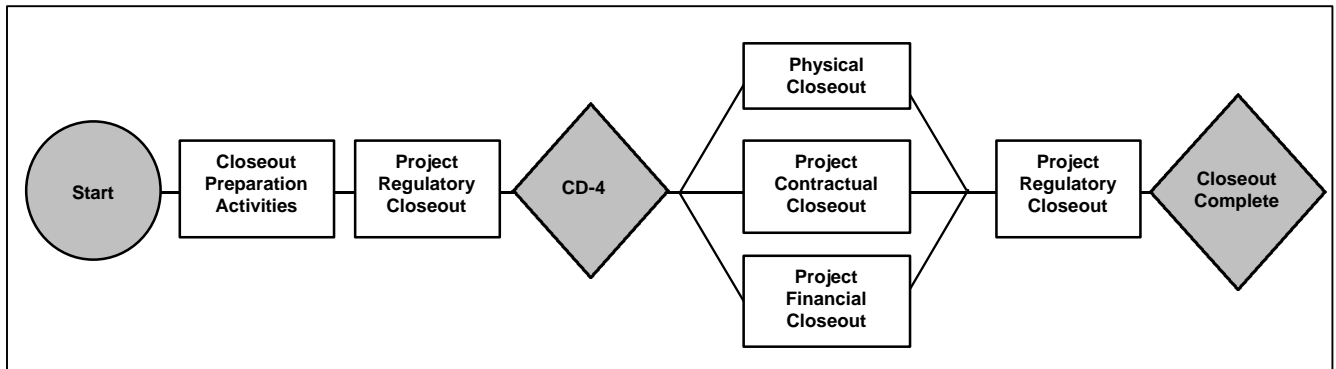 Start
Closeout
Preparation
Activities
Project
Regulatory
Closeout
CD-4
Physical
Closeout
Project
Contractual
Closeout
Project
Financial
Closeout
Project
Regulatory
Closeout
Closeout
Complete